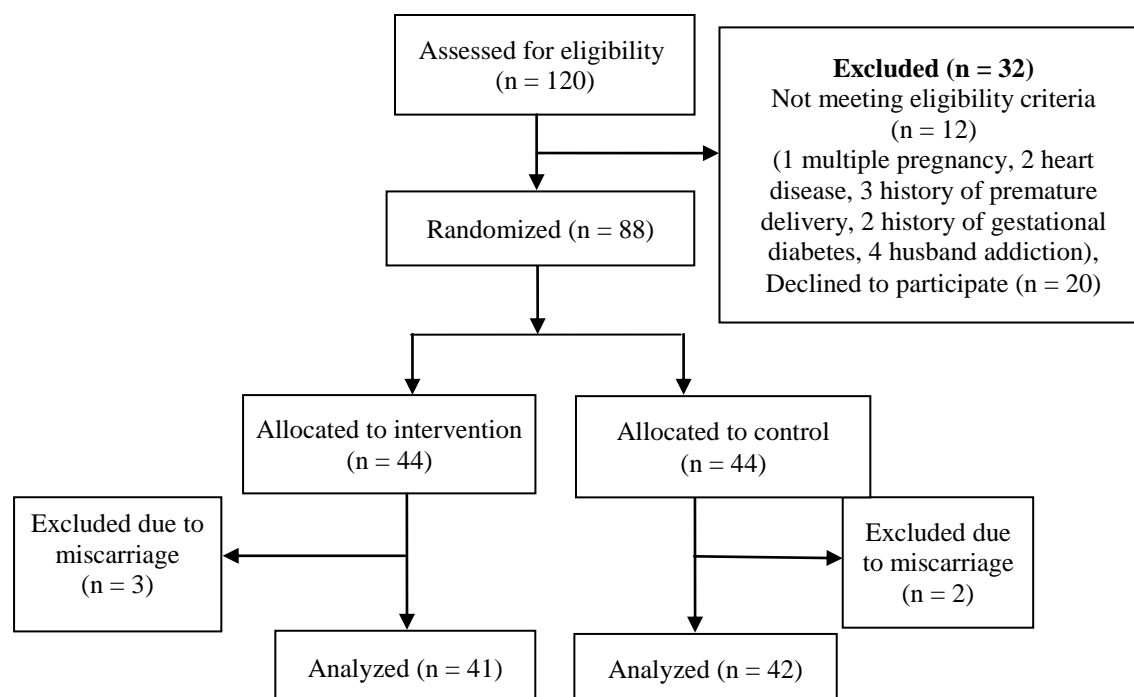 Assessed for eligibility
(n = 120)
Excluded (n = 32)
Not meeting eligibility criteria
(n = 12)
(1 multiple pregnancy, 2 heart
disease, 3 history of premature
delivery, 2 history of gestational
diabetes, 4 husband addiction),
Declined to participate (n = 20)
Randomized (n = 88)
Allocated to intervention
(n = 44)
Allocated to control
(n = 44)
Excluded due to
miscarriage
(n = 3)
Excluded due
to miscarriage
(n = 2)
Analyzed (n = 41)
Analyzed (n = 42)